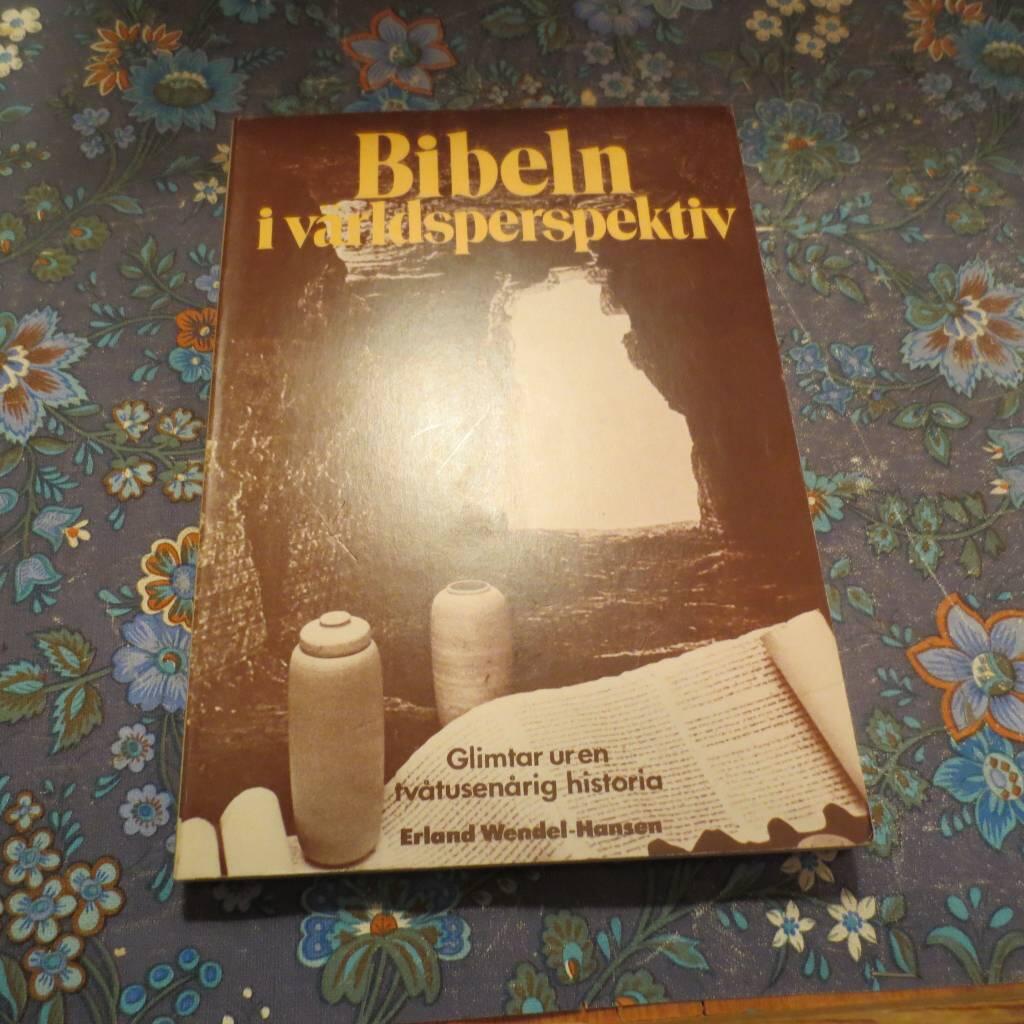 Bibeln
i världsperspektiv
Glimtar ur en
tvåtusenårig historia
Erland Wendel-Hansen